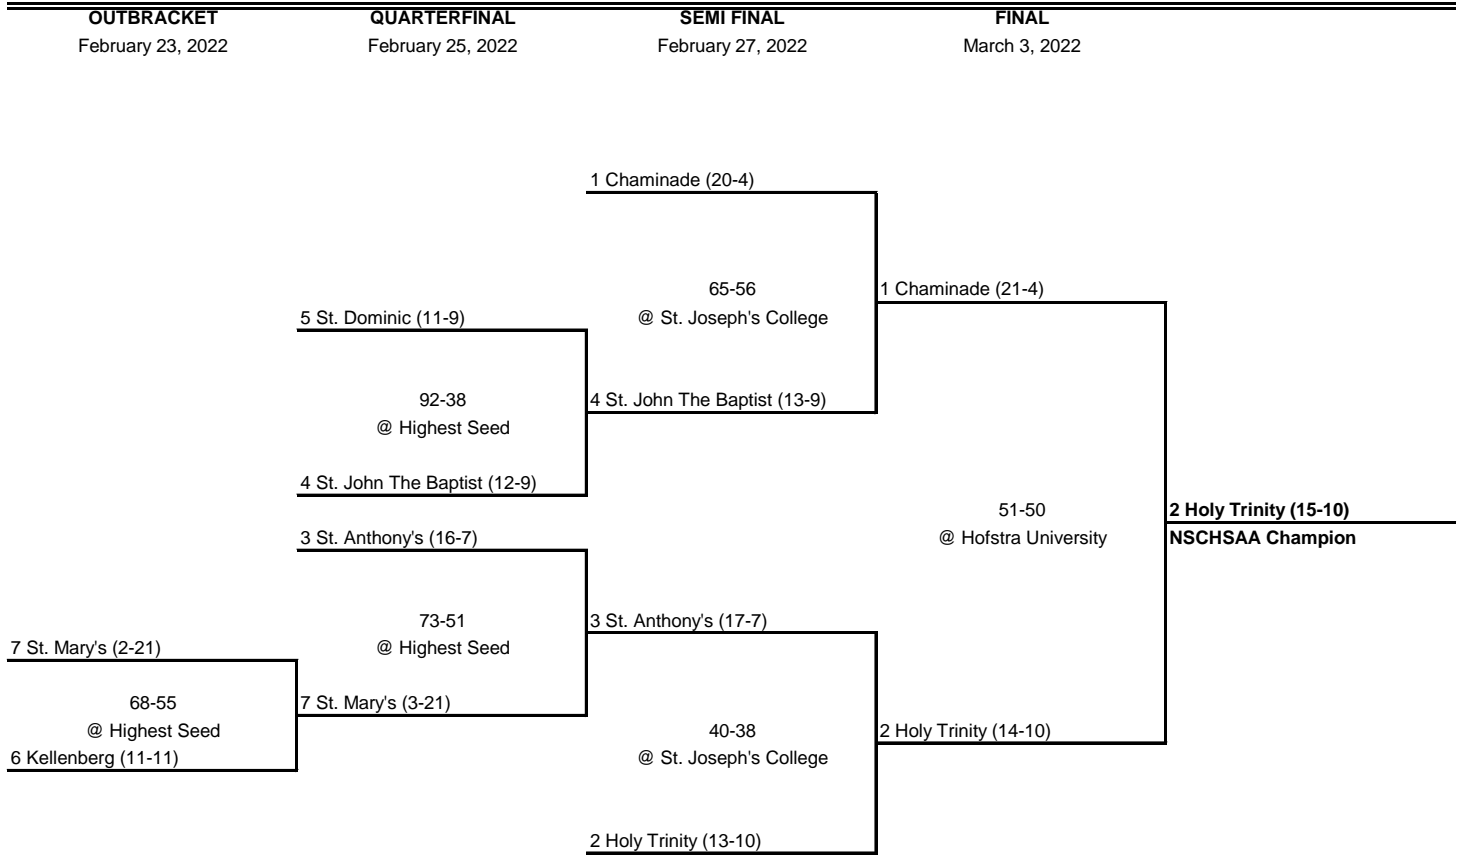 OUTBRACKET
QUARTERFINAL
SEMI FINAL
FINAL
February 23, 2022
February 25, 2022
February 27, 2022
March 3, 2022
1 Chaminade (20-4)
65-56
@ St. Joseph's College
1 Chaminade (21-4)
5 St. Dominic (11-9)
92-38
@ Highest Seed
4 St. John The Baptist (13-9)
4 St. John The Baptist (12-9)
51-50
@ Hofstra University
2 Holy Trinity (15-10)
NSCHSAA Champion
3 St. Anthony's (16-7)
73-51
@ Highest Seed
3 St. Anthony's (17-7)
7 St. Mary's (2-21)
68-55
@ Highest Seed
7 St. Mary's (3-21)
6 Kellenberg (11-11)
40-38
@ St. Joseph's College
2 Holy Trinity (14-10)
2 Holy Trinity (13-10)